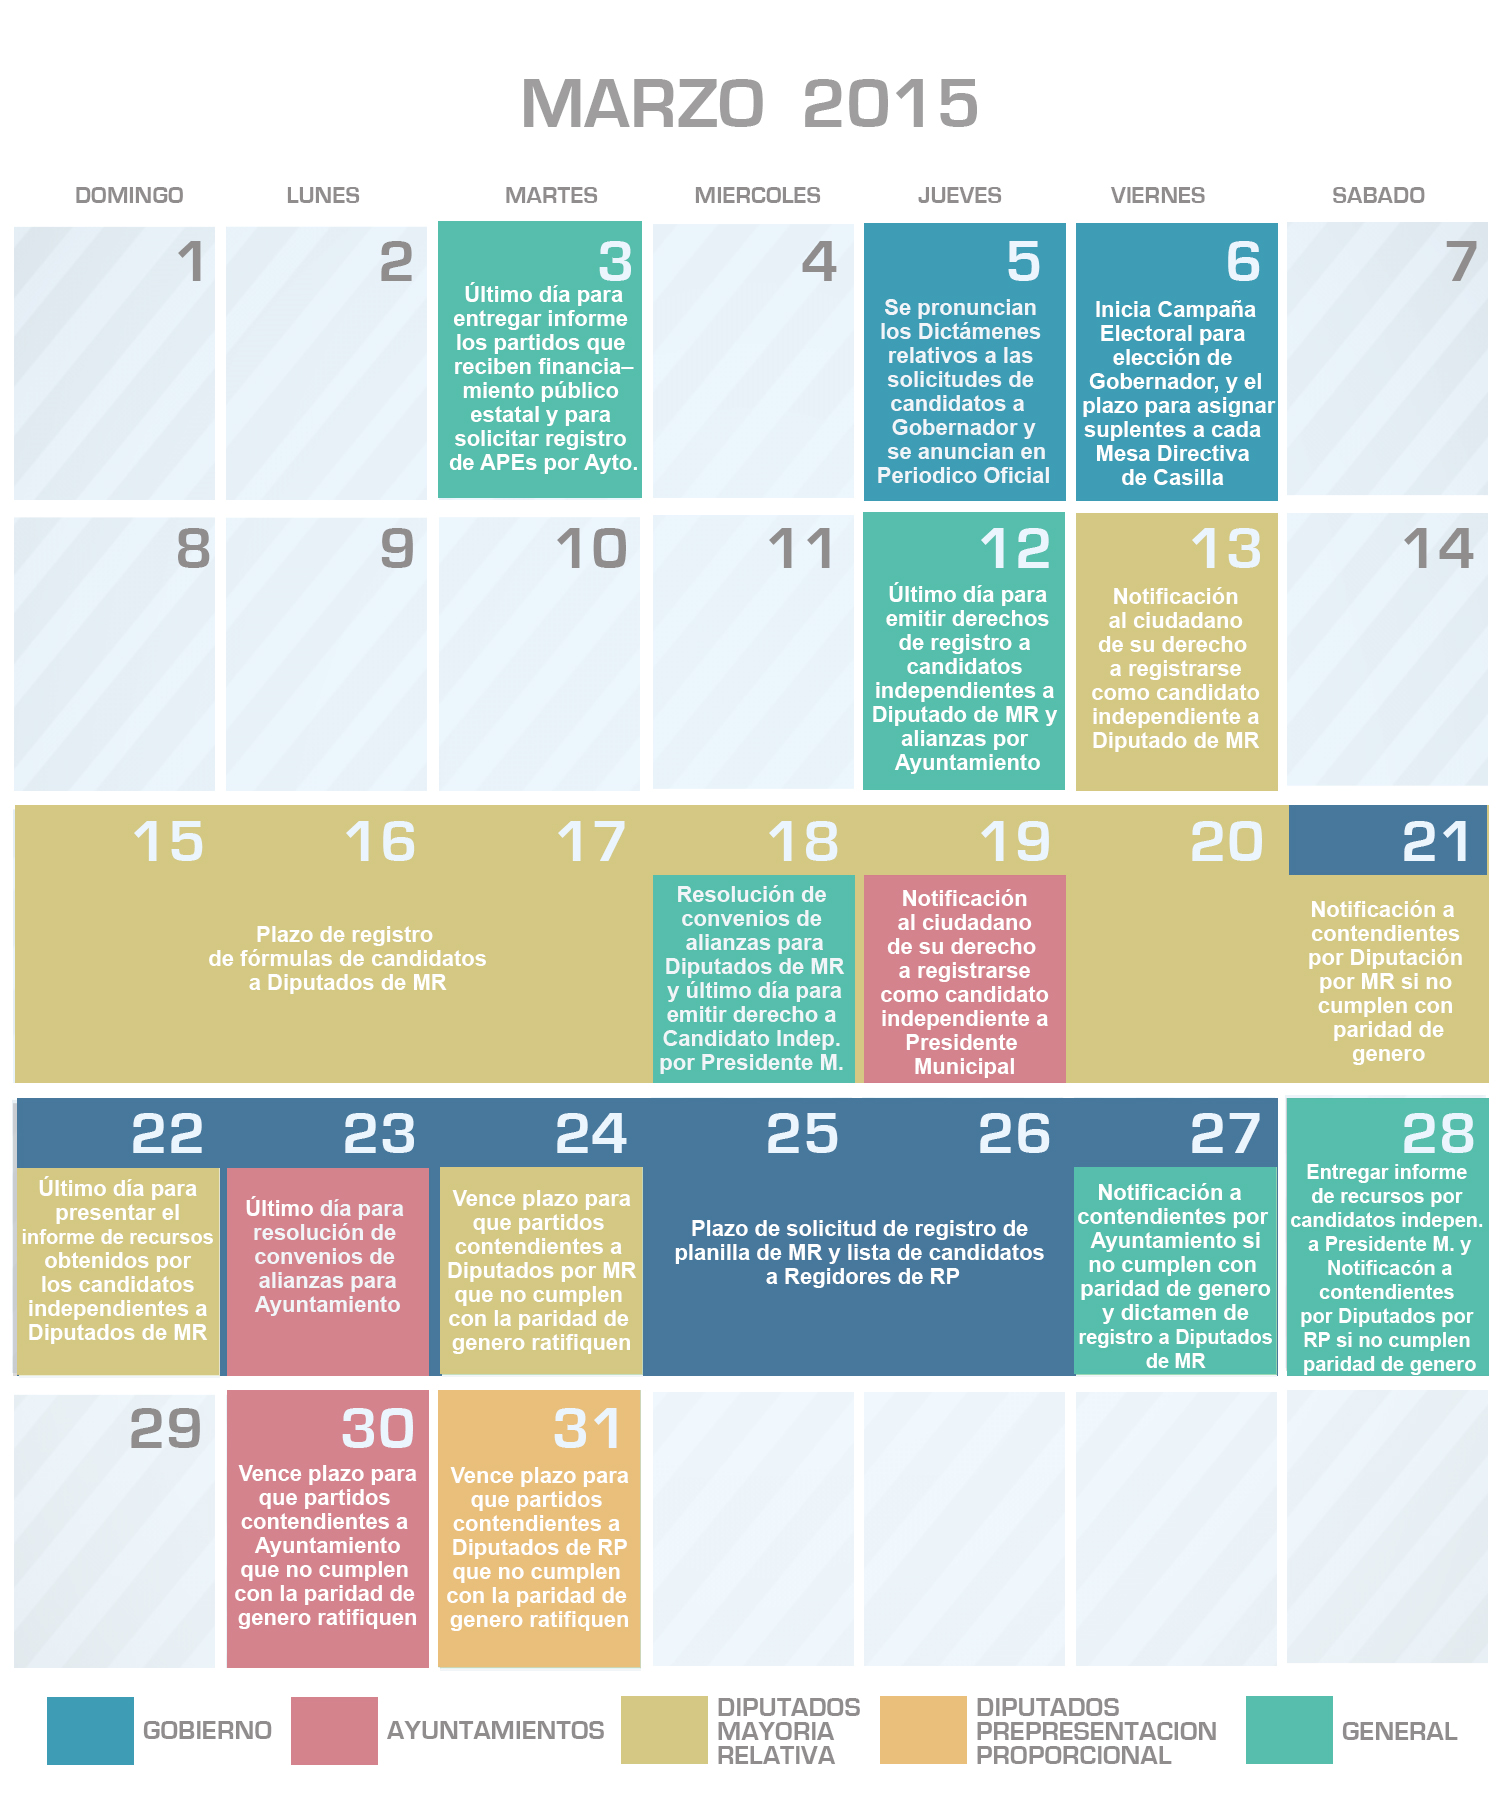 MARZO 2015
DOMINGO
LUNES
MARTES
MIERCOLES
JUEVES
VIERNES
SABADO
1
2
3
Último día para
entregar informe
los partidos que
reciben financia–
miento público
estatal y para
solicitar registro
de APEs por Ayto.
4
5
Se pronuncian
los Dictámenes
relativos a las
solicitudes de
candidatos a
Gobernador y
se anuncian en
Periodico Oficial
6
Inicia Campaña
Electoral para
elección de
Gobernador, y el
plazo para asignar
suplentes a cada
Mesa Directiva
de Casilla
7
8
9
10
11
12
Último día para
emitir derechos
de registro a
candidatos
independientes a
Diputado de MR y
alianzas por
Ayuntamiento
13
Notificación
al ciudadano
de su derecho
a registrarse
como candidato
independiente a
Diputado de MR
14
15
16
17
Plazo de registro
de fórmulas de candidatos
a Diputados de MR
18
Resolución de
convenios de
alianzas para
Diputados de MR
y último día para
emitir derecho a
Candidato Indep.
por Presidente M.
19
Notificación
al ciudadano
de su derecho
a registrarse
como candidato
independiente a
Presidente
Municipal
20
21
Notificación a
contendientes
por Diputación
por MR si no
cumplen con
paridad de
genero
22
Último día para
presentar el
informe de recursos
obtenidos por
los candidatos
independientes a
Diputados de MR
23
Último día para
resolución de
convenios de
alianzas para
Ayuntamiento
24
Vence plazo para
que partidos
contendientes a
Diputados por MR
que no cumplen
con la paridad de
genero ratifiquen
25
26
Plazo de solicitud de registro de
planilla de MR y lista de candidatos
a Regidores de RP
27
Notificación a
contendientes por
Ayuntamiento si
no cumplen con
paridad de genero
y dictamen de
registro a Diputados
de MR
28
Entregar informe
de recursos por
candidatos indepen.
a Presidente M. y
Notificacón a
contendientes
por Diputados por
RP si no cumplen
paridad de genero
29
30
Vence plazo para
que partidos
contendientes a
Ayuntamiento
que no cumplen
con la paridad de
genero ratifiquen
31
Vence plazo para
que partidos
contendientes a
Diputados de RP
que no cumplen
con la paridad de
genero ratifiquen
GOBIERNO
AYUNTAMIENTOS
DIPUTADOS
MAYORIA
RELATIVA
DIPUTADOS
PREPRESENTACION
PROPORCIONAL
GENERAL